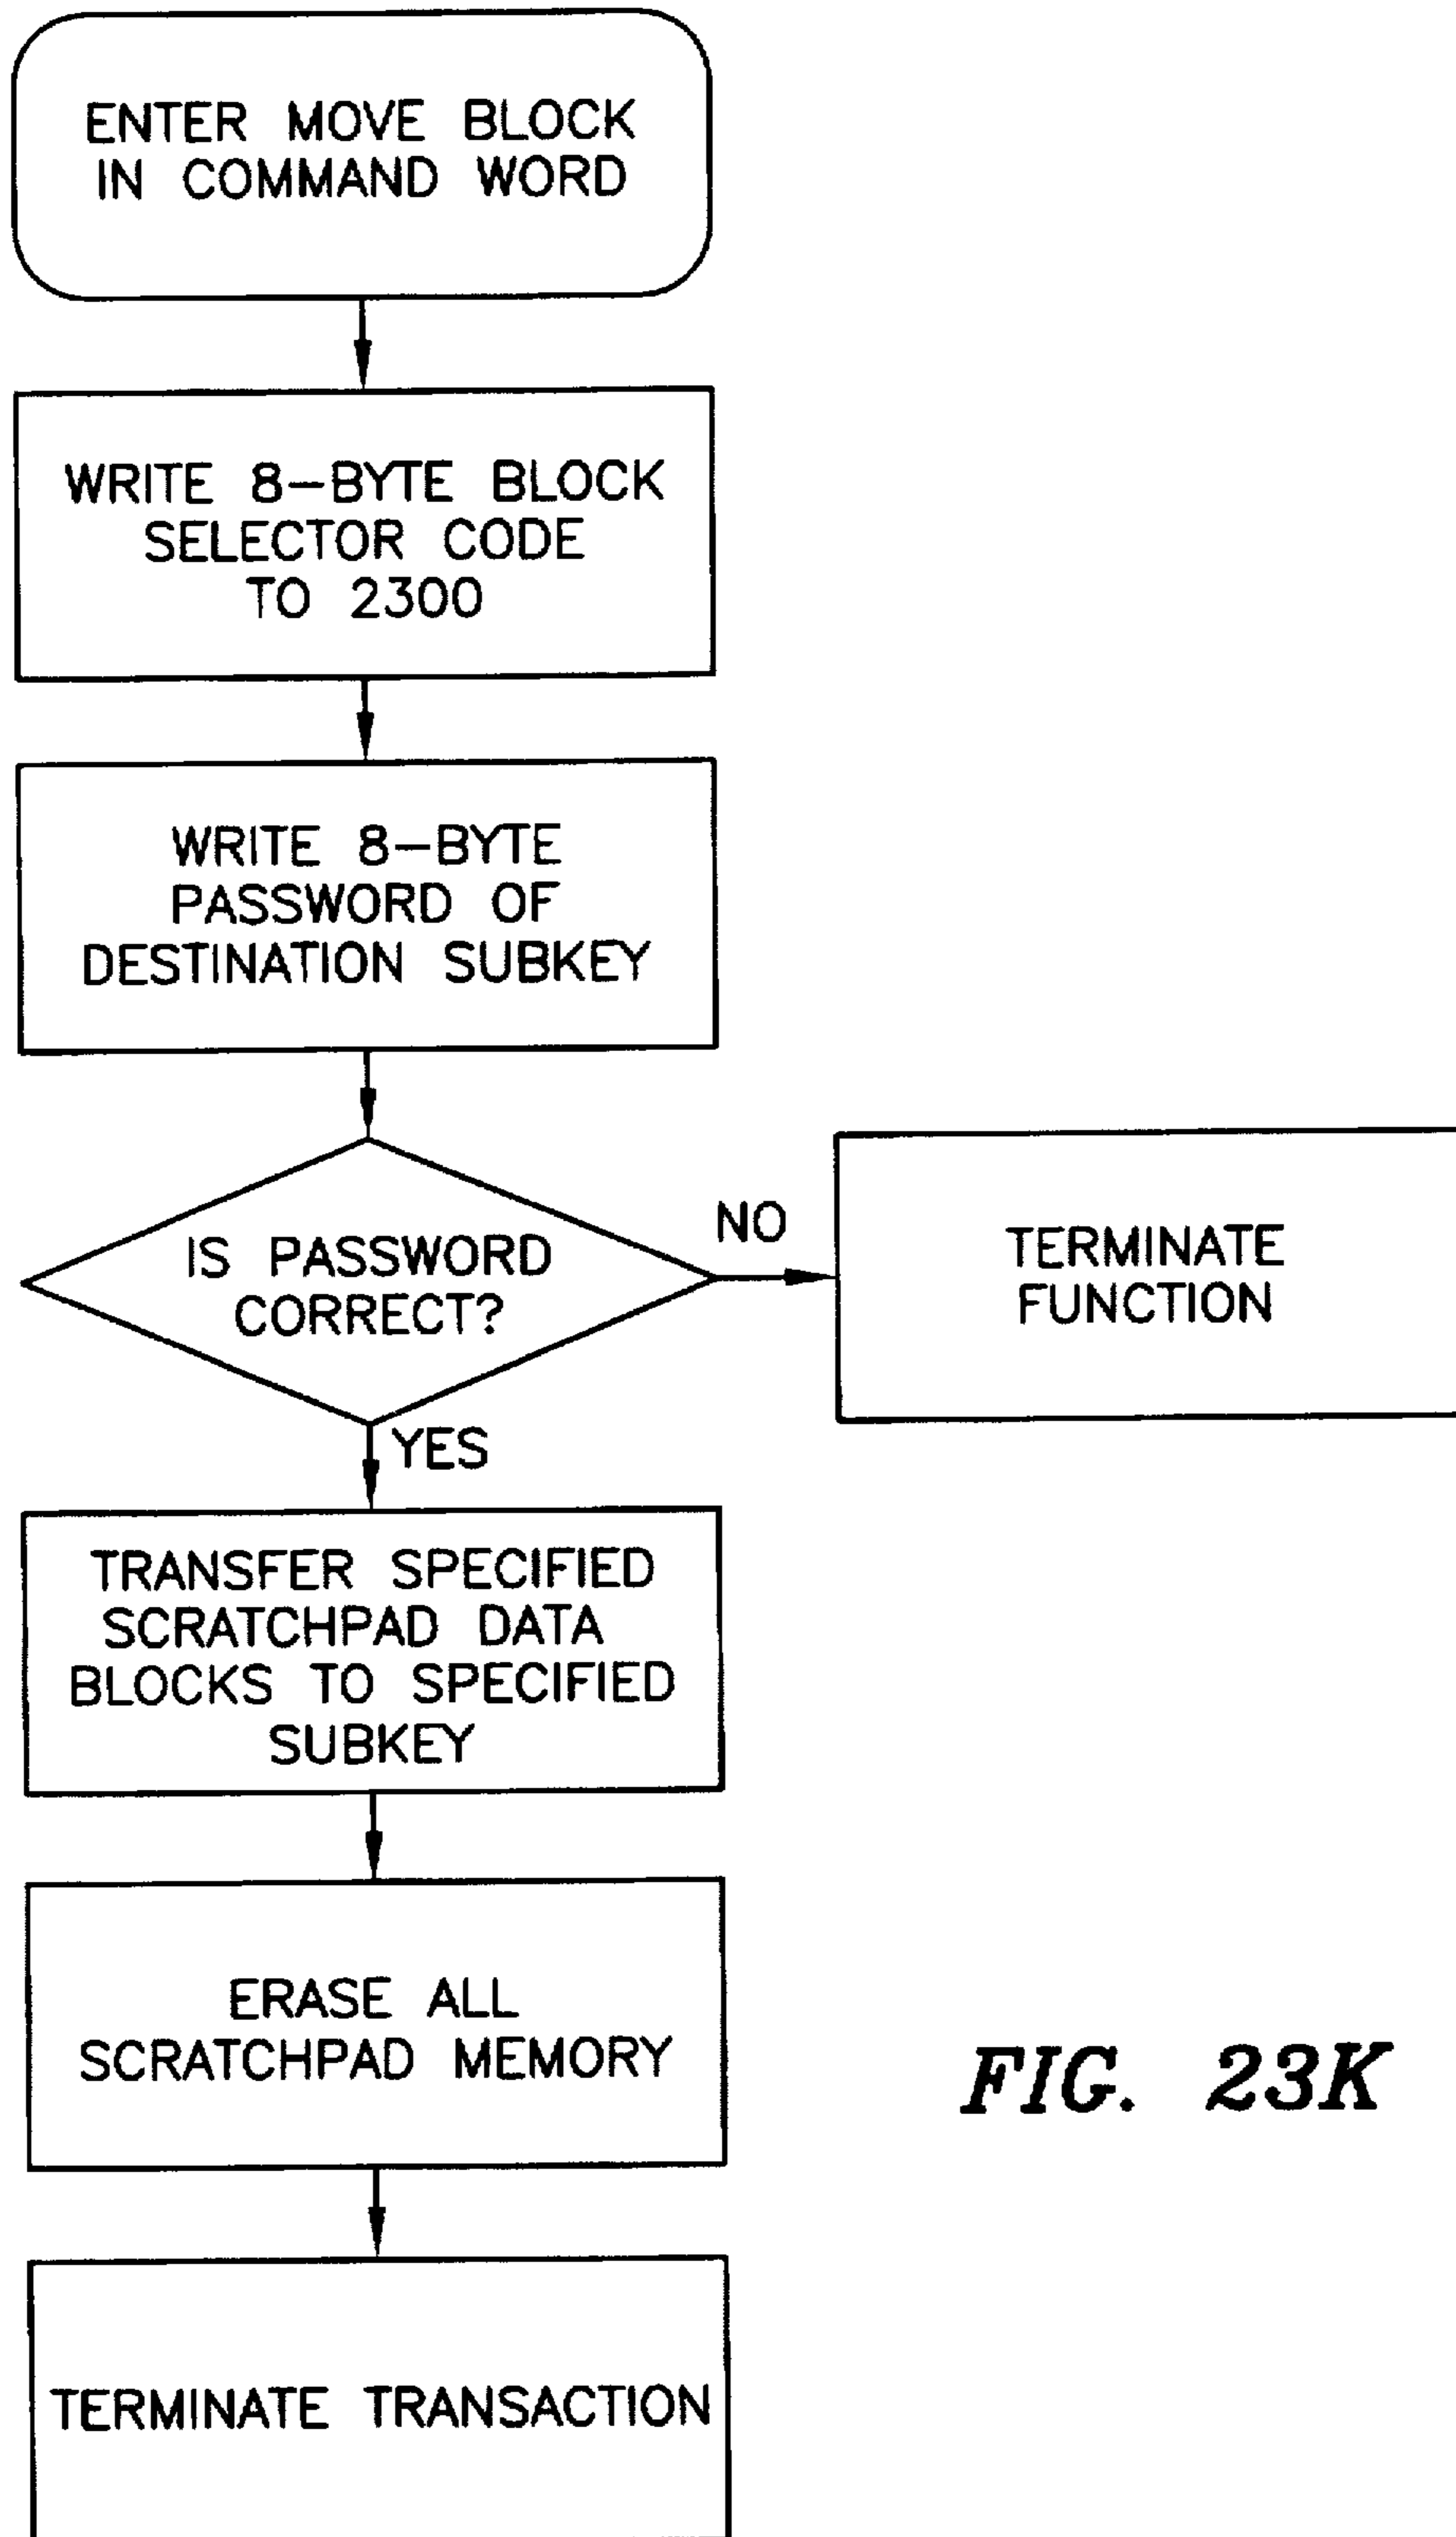 ENTER MOVE BLOCK
IN COMMAND WORD
WRITE 8-BYTE BLOCK
SELECTOR CODE
TO 2300
WRITE 8-BYTE
PASSWORD OF
DESTINATION SUBKEY
IS PASSWORD
CORRECT?
NO
TERMINATE
FUNCTION
YES
TRANSFER SPECIFIED
SCRATCHPAD DATA
BLOCKS TO SPECIFIED
SUBKEY
ERASE ALL
SCRATCHPAD MEMORY
FIG. 23K
TERMINATE TRANSACTION